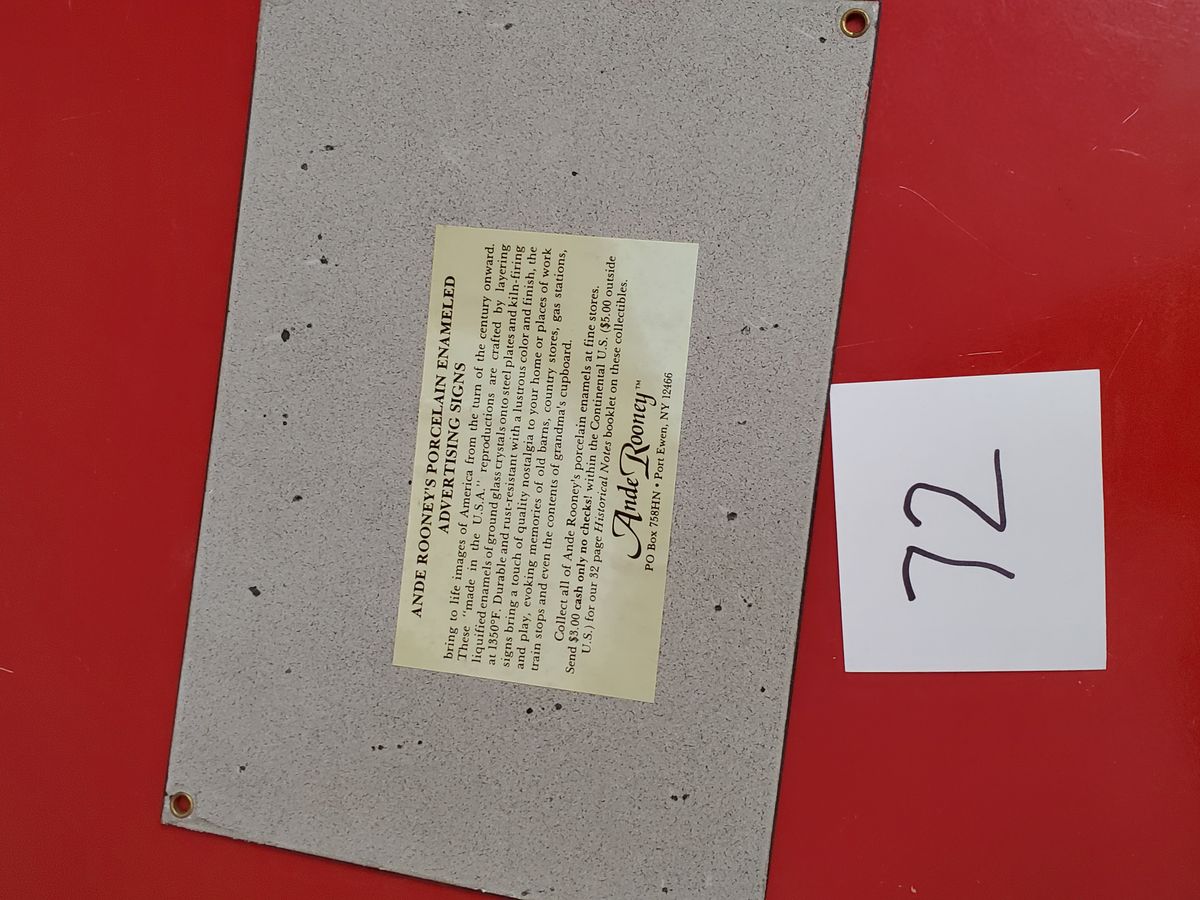 ANDE ROONEY'S PORCELAIN ENAMELED
ADVERTISING SIGNS
bring to life images of America from the turn of the century onward.
These "made in the U.S.A." reproductions are crafted by layering
liquified enamels of ground glass crystals onto steel plates and kiln-firing
at 1350°F. Durable and rust-resistant with a lustrous color and finish, the
signs bring a touch of quality nostalgia to your home or places of work
and play, evoking memories of old barns, country stores, gas stations,
train stops and even the contents of grandma's cupboard.
Collect all of Ande Rooney's porcelain enamels at fine stores.
Send $3.00 cash only no checks! within the Continental U.S. ($5.00 outside
U.S.) for our 32 page Historical Notes booklet on these collectibles.
Ande Rooney™
PO Box 758HN • Port Ewen, NY 12466
72